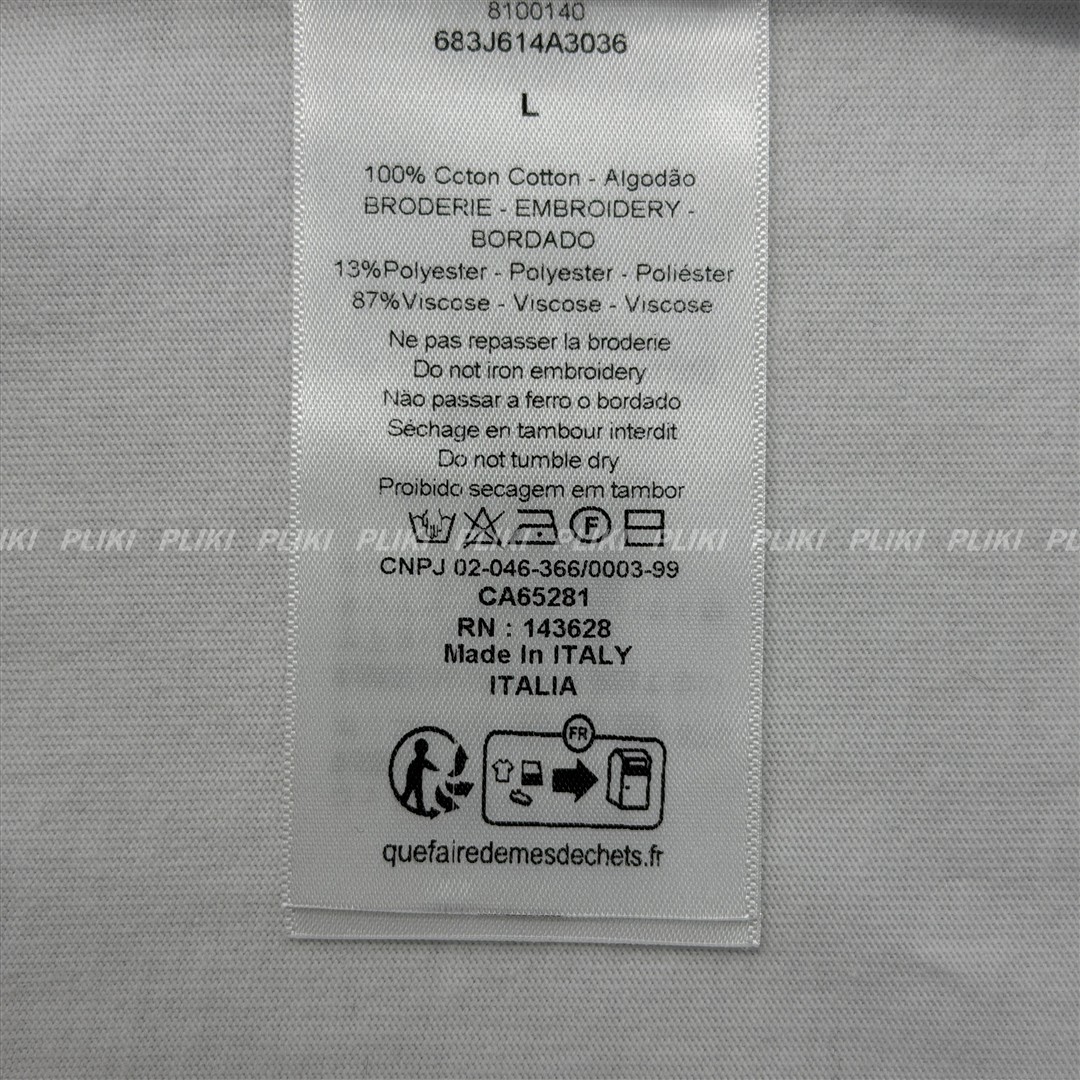 8100140
683J614A3036
L
100% Ccton Cotton - Algodão
BRODERIE - EMBROIDERY -
BORDADO
13%Polyester - Polyester - Poliéster
87%Viscose - Viscose - Viscose
Ne pas repasser la broderie
Do not iron embroidery
Não passar a ferro o bordado
Séchage en tambour interdit
Do not tumble dry
Proibido secagem em tambor
F
IKI PLIKI PLIKI PLIKI PLIKI PLIKI PLIKI PLIKI PLIKI PLIKI PL
CNPJ 02-046-366/0003-99
CA65281
RN : 143628
Made In ITALY
ITALIA
FR
quefairedemesdechets.fr